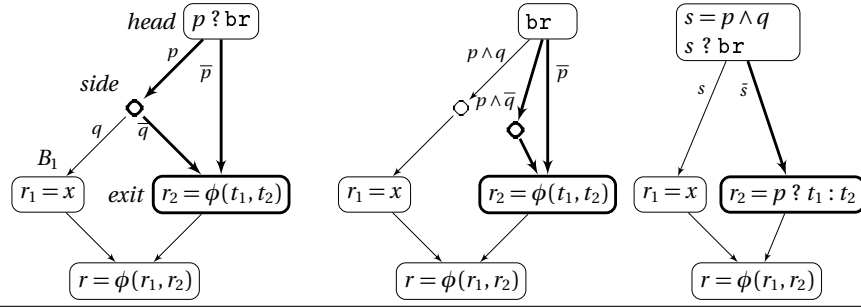 head p ? br
p
p̅
side
q
q̅
B₁
r₁ = x
exit r₂ = ϕ(t₁, t₂)
r = ϕ(r₁, r₂)
br
p ∧ q
p̅
p ∧ q̅
r₁ = x
r₂ = ϕ(t₁, t₂)
r = ϕ(r₁, r₂)
s = p ∧ q
s ? br
s
s̅
r₁ = x
r₂ = p ? t₁ : t₂
r = ϕ(r₁, r₂)